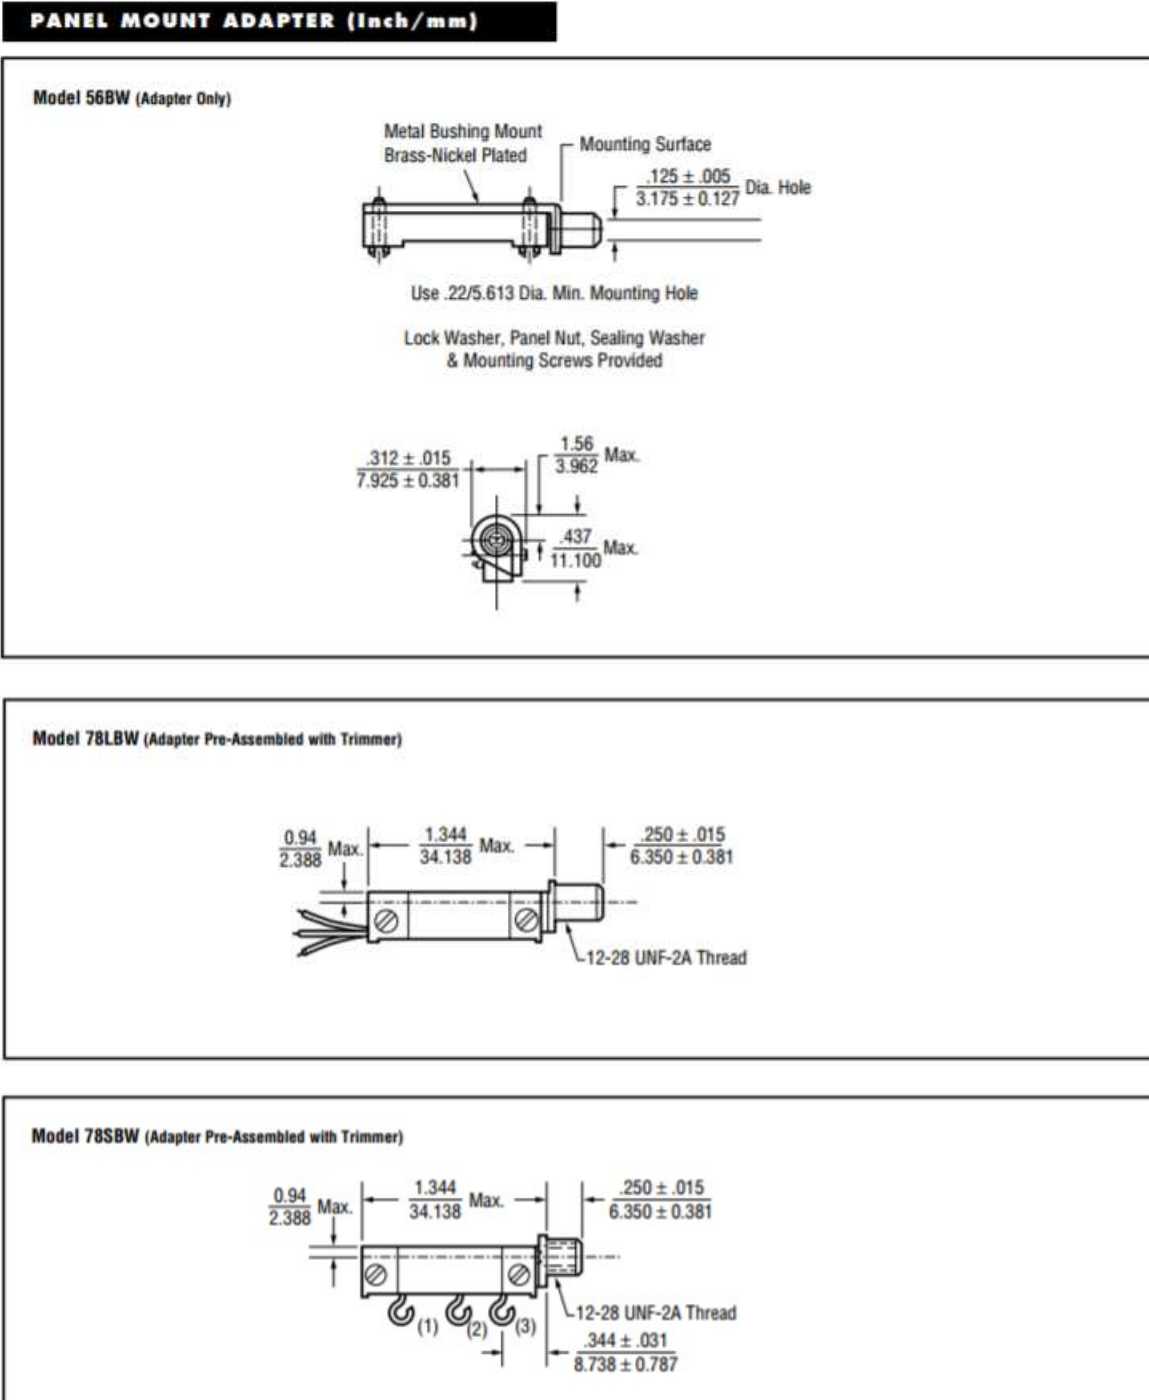 PANEL MOUNT ADAPTER (Inch/mm)
Model 56BW (Adapter Only)
Metal Bushing Mount
Brass-Nickel Plated
Mounting Surface
.125 ± .005
3.175 ± 0.127
Dia. Hole
Use .22/5.613 Dia. Min. Mounting Hole
Lock Washer, Panel Nut, Sealing Washer
& Mounting Screws Provided
.312 ± .015
7.925 ± 0.381
1.56
3.962
Max.
.437
11.100
Max.
Model 78LBW (Adapter Pre-Assembled with Trimmer)
0.94
2.388
Max.
1.344
34.138
Max.
.250 ± .015
6.350 ± 0.381
12-28 UNF-2A Thread
Model 78SBW (Adapter Pre-Assembled with Trimmer)
0.94
2.388
Max.
1.344
34.138
Max.
.250 ± .015
6.350 ± 0.381
(1)
(2)
(3)
12-28 UNF-2A Thread
.344 ± .031
8.738 ± 0.787